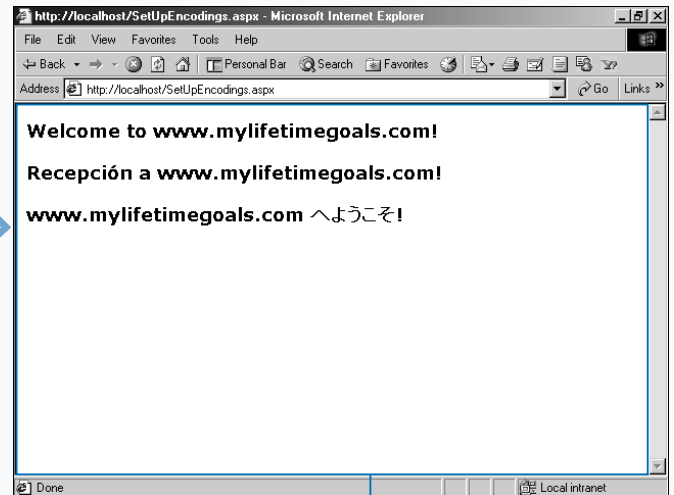 http://localhost/SetUpEncodings.aspx - Microsoft Internet Explorer
File Edit View Favorites Tools Help
Back Personal Bar Search Favorites
Address http://localhost/SetUpEncodings.aspx Go Links »
Welcome to www.mylifetimegoals.com!
Recepción a www.mylifetimegoals.com!
www.mylifetimegoals.com へようこそ!
Done Local intranet